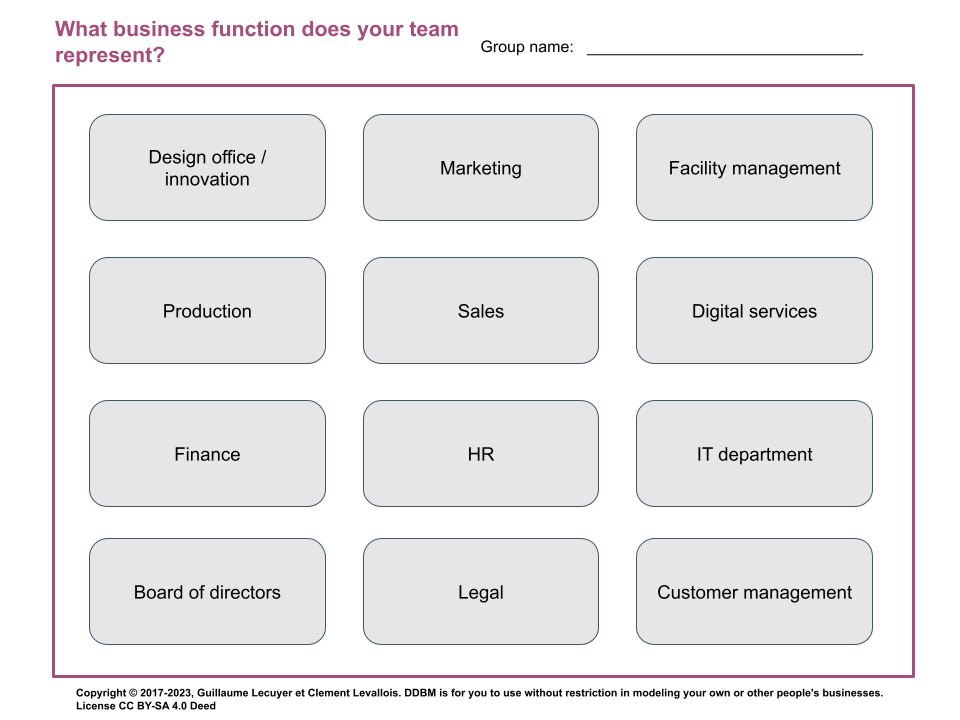 What business function does your team
represent?
Group name:
Design office /
innovation
Marketing
Facility management
Production
Sales
Digital services
Finance
HR
IT department
Board of directors
Legal
Customer management
Copyright © 2017-2023, Guillaume Lecuyer et Clement Levallois. DDBM is for you to use without restriction in modeling your own or other people's businesses.
License CC BY-SA 4.0 Deed